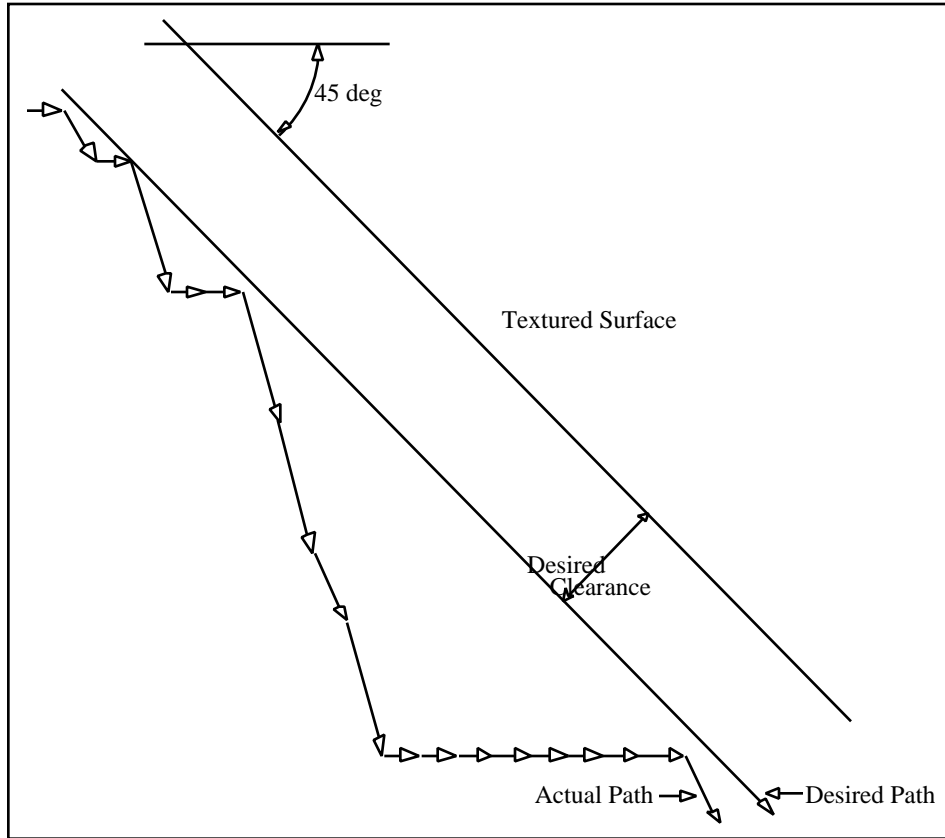 45 deg
Textured Surface
Desired
Clearance
Actual Path
Desired Path